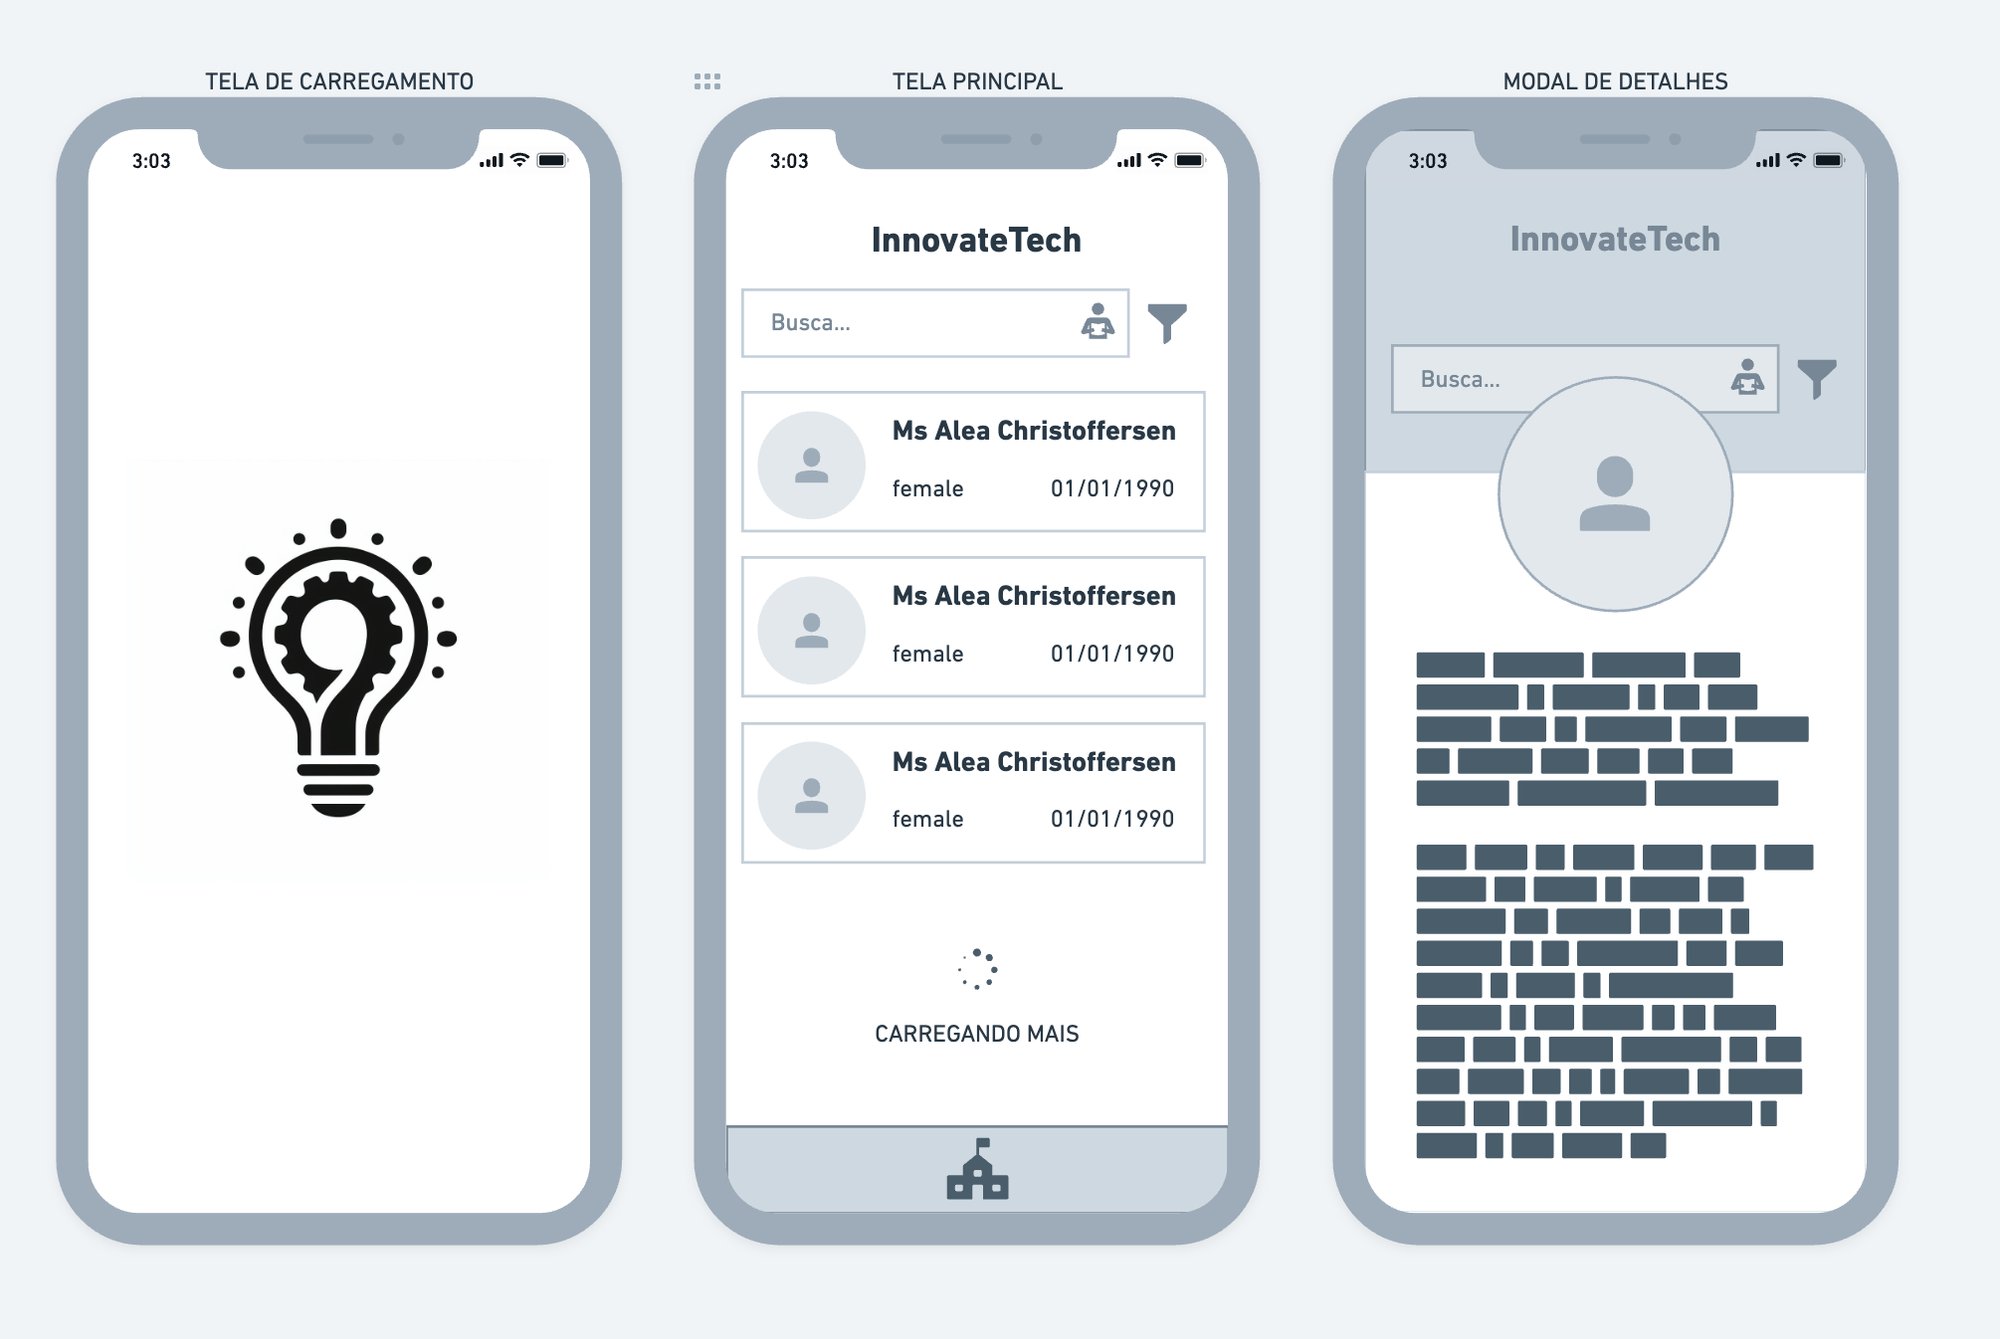 TELA DE CARREGAMENTO
3:03
TELA PRINCIPAL
3:03
InnovateTech
Busca...
Ms Alea Christoffersen
female 01/01/1990
Ms Alea Christoffersen
female 01/01/1990
Ms Alea Christoffersen
female 01/01/1990
CARREGANDO MAIS
MODAL DE DETALHES
3:03
InnovateTech
Busca...